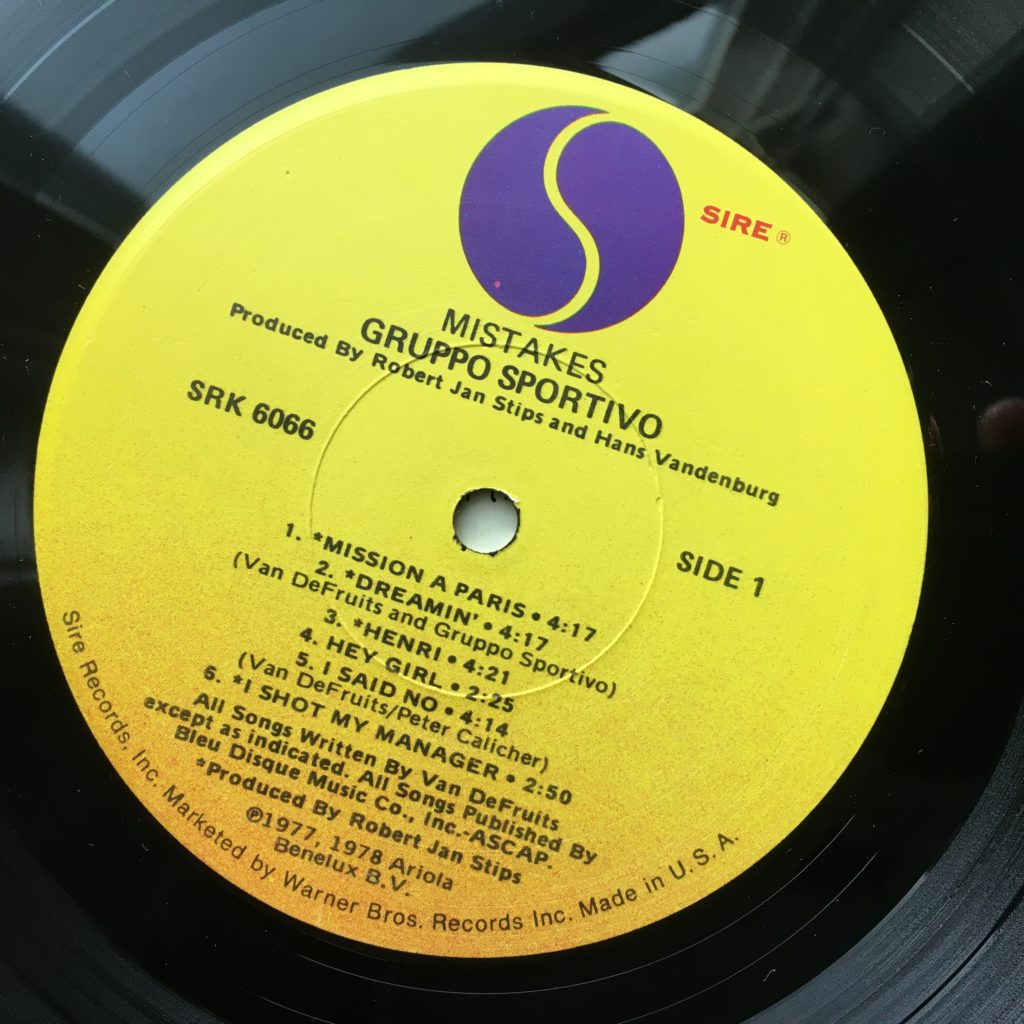 SIRE ®
MISTAKES
GRUPPO SPORTIVO
Produced By Robert Jan Stips and Hans Vandenburg
SRK 6066
SIDE 1
1. *MISSION A PARIS • 4:17
2. *DREAMIN' • 4:17
(Van DeFruits and Gruppo Sportivo)
3. *HENRI • 4:21
4. HEY GIRL • 2:25
5. I SAID NO • 4:14
(Van DeFruits/Peter Calicher)
6. *I SHOT MY MANAGER • 2:50
All Songs Written By Van DeFruits
except as indicated. All Songs Published By
Bleu Disque Music Co., Inc.-ASCAP.
*Produced By Robert Jan Stips
℗1977, 1978 Ariola
Benelux B.V.
Sire Records, Inc. Marketed by Warner Bros. Records Inc. Made in U. S. A.